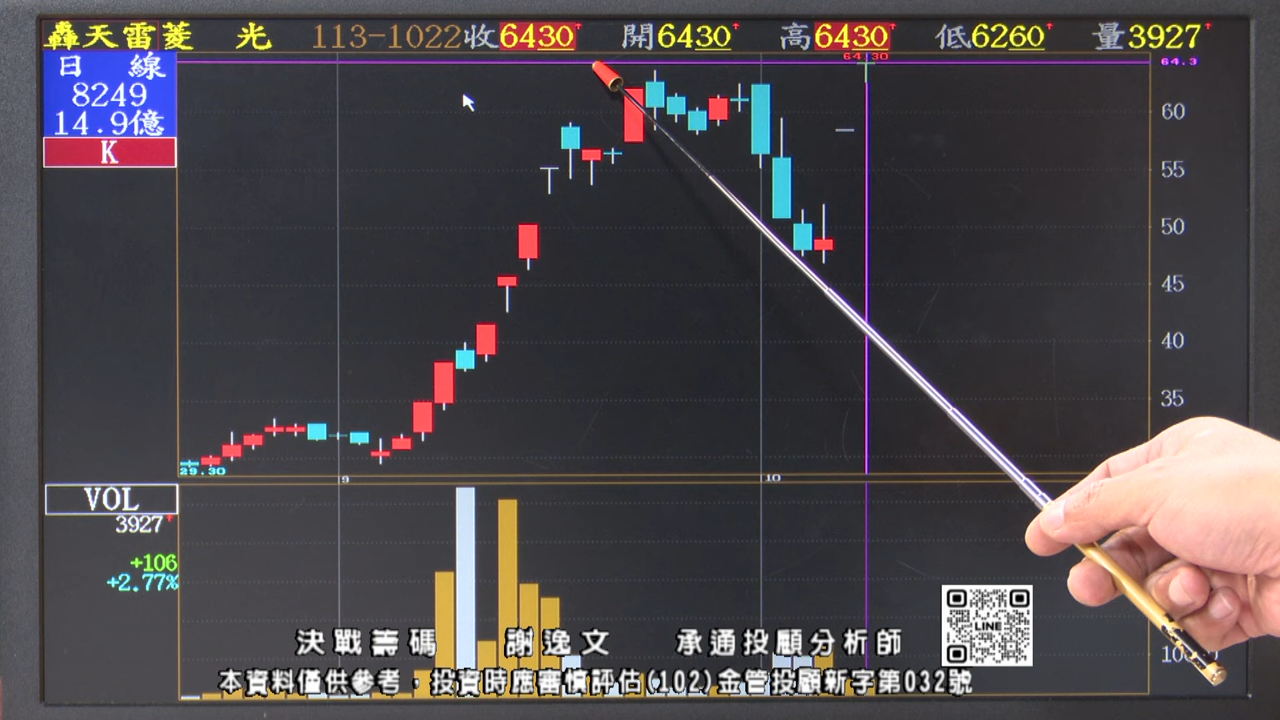 轟天雷菱 光 113-1022收6430↑ 開6430↑ 高6430↑ 低6260↑ 量3927↑
日 線
8249
14.9億
K
64.30
64.3
60
55
50
45
40
35
29.30
9
10
VOL
3927↑
+106
+2.77%
LINE
決戰籌碼 謝逸文 承通投顧分析師
本資料僅供參考，投資時應審慎評估(102)金管投顧新字第032號